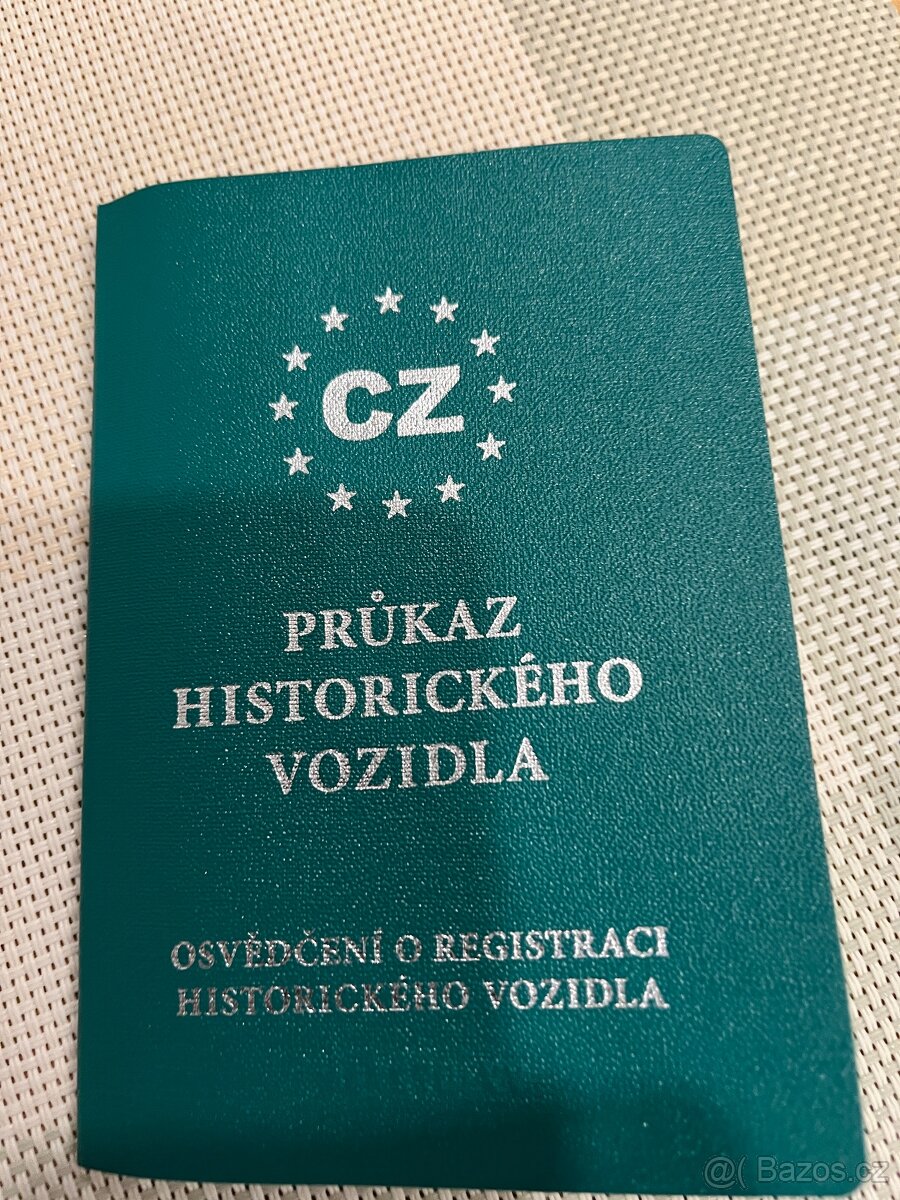 CZ
PRŮKAZ
HISTORICKÉHO
VOZIDLA
OSVĚDČENÍ O REGISTRACI
HISTORICKÉHO VOZIDLA
@( Bazos.cz